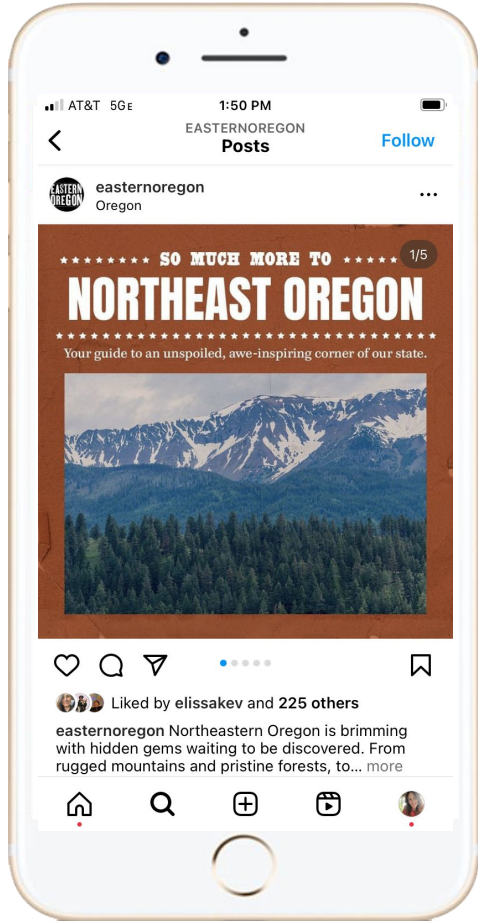 AT&T 5GE
1:50 PM
EASTERNOREGON
Posts
Follow
EASTERN
OREGON
easternoregon
Oregon
1/5
SO MUCH MORE TO
NORTHEAST OREGON
Your guide to an unspoiled, awe-inspiring corner of our state.
Liked by elissakev and 225 others
easternoregon Northeastern Oregon is brimming
with hidden gems waiting to be discovered. From
rugged mountains and pristine forests, to... more